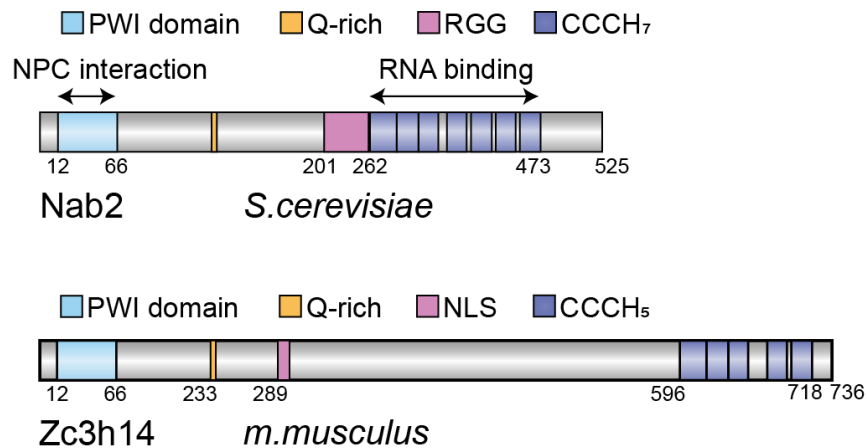 PWI domain Q-rich RGG CCCH₇
NPC interaction RNA binding
12 66 201 262 473 525
Nab2 S.cerevisiae
PWI domain Q-rich NLS CCCH₅
12 66 233 289 596 718 736
Zc3h14 m.musculus